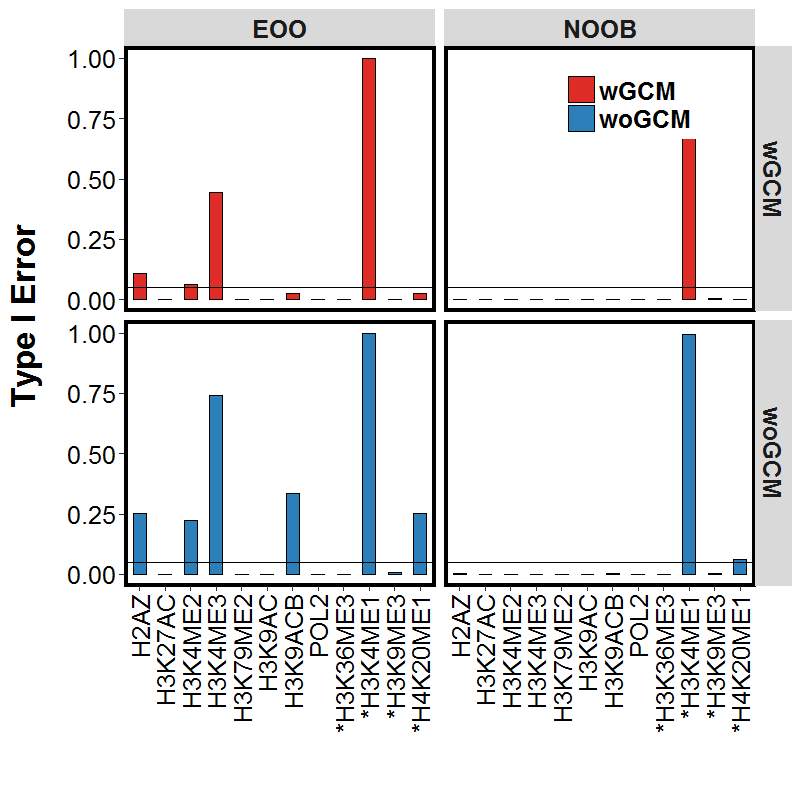 EOO
NOOB
Type I Error
1.00
0.75
0.50
0.25
0.00
wGCM
woGCM
wGCM
1.00
0.75
0.50
0.25
0.00
woGCM
H2AZ
H3K27AC
H3K4ME2
H3K4ME3
H3K79ME2
H3K9AC
H3K9ACB
POL2
*H3K36ME3
*H3K4ME1
*H3K9ME3
*H4K20ME1
H2AZ
H3K27AC
H3K4ME2
H3K4ME3
H3K79ME2
H3K9AC
H3K9ACB
POL2
*H3K36ME3
*H3K4ME1
*H3K9ME3
*H4K20ME1